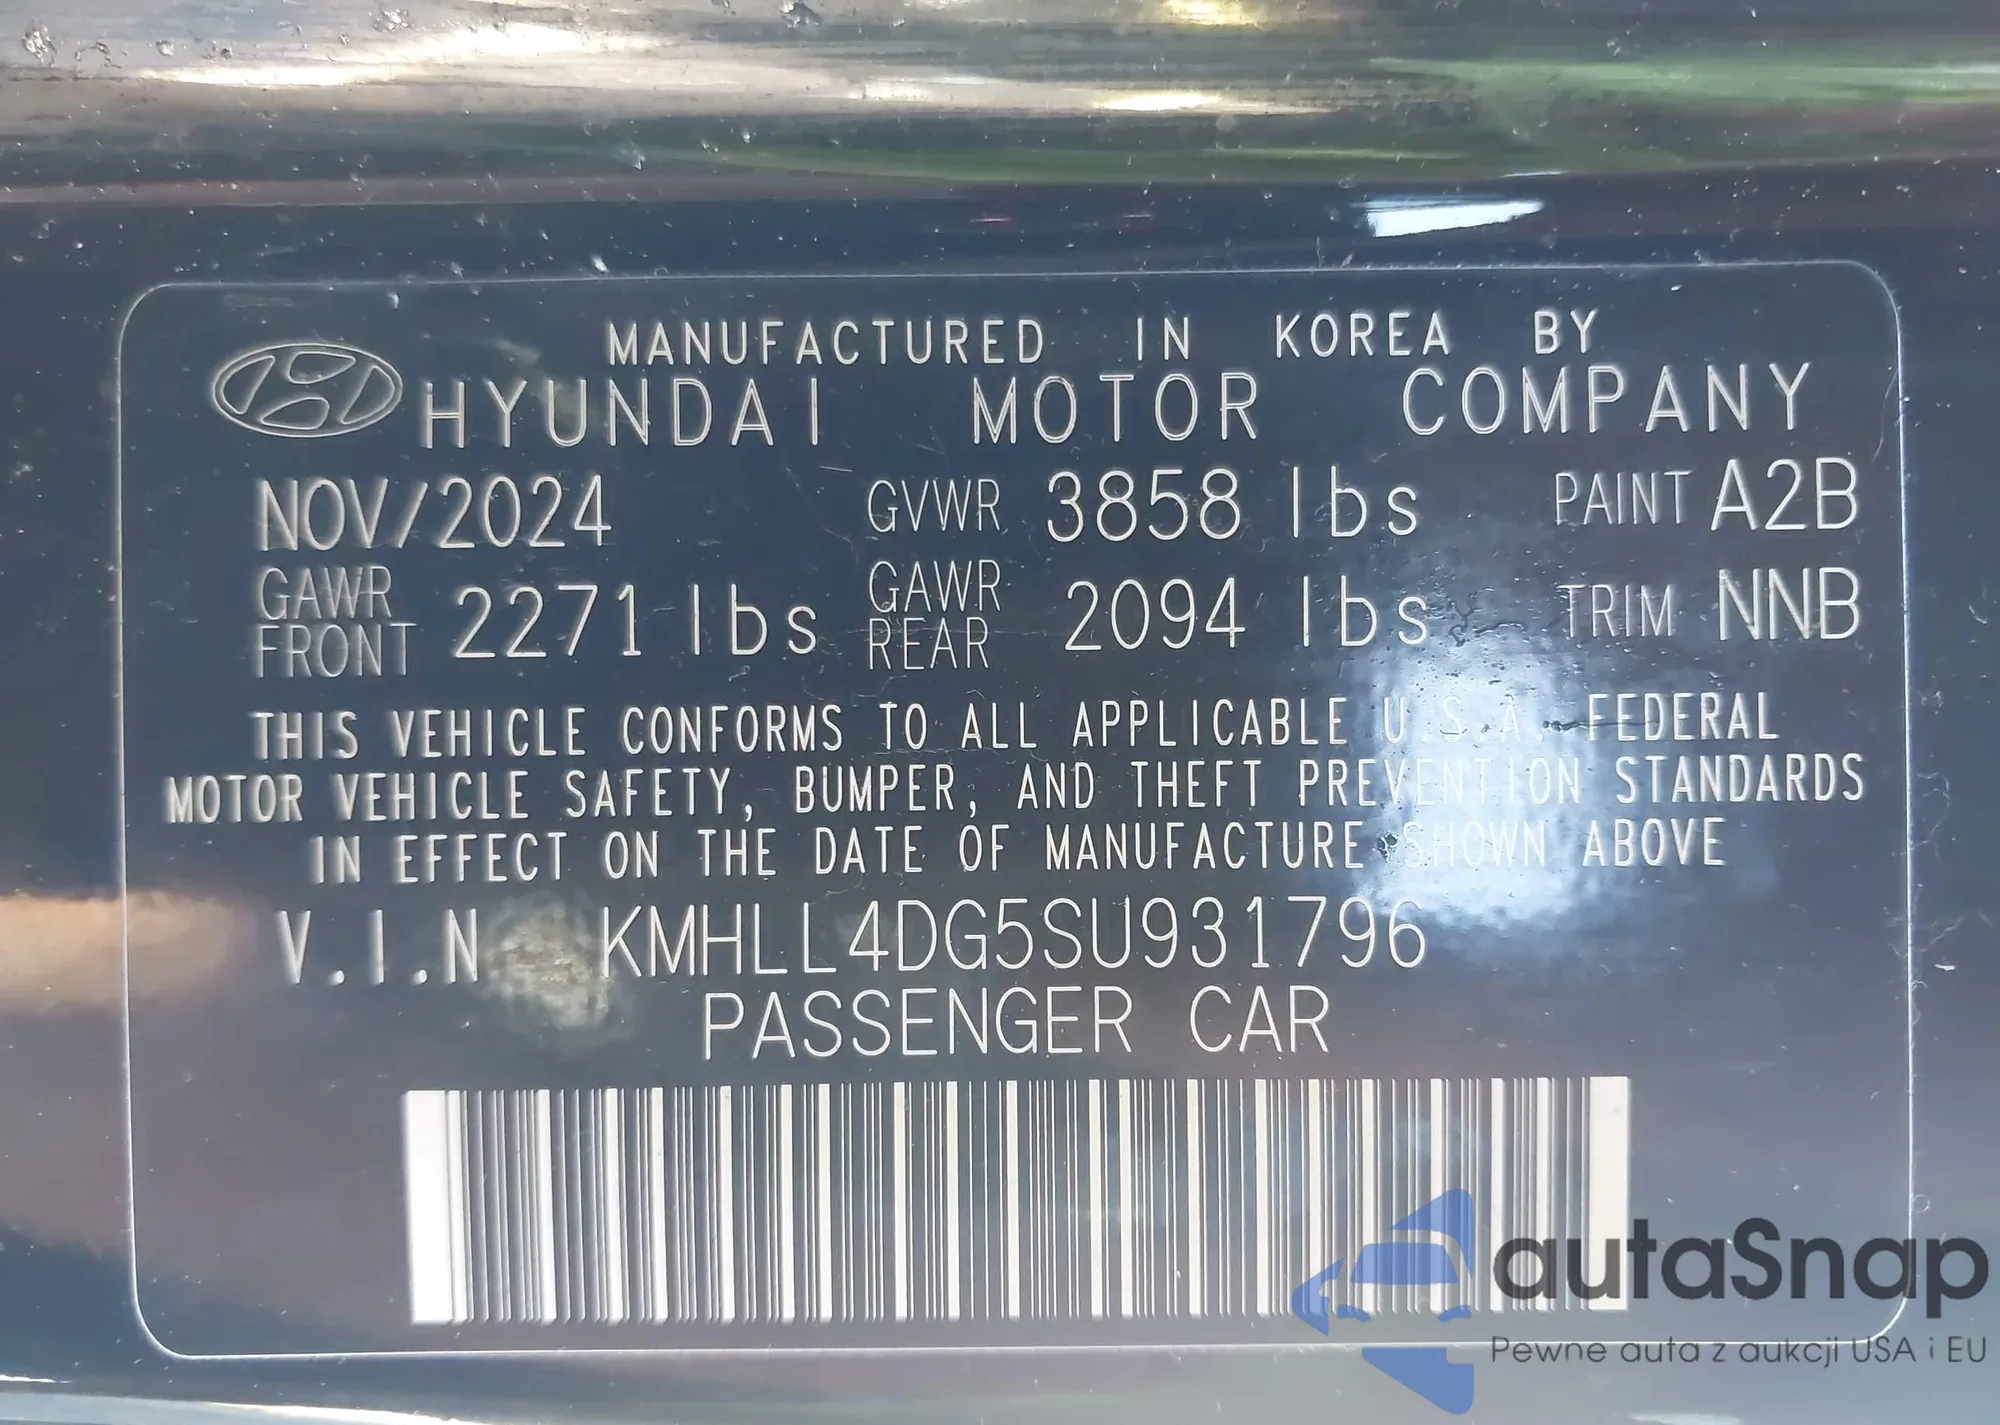 MANUFACTURED IN KOREA BY
HYUNDAI MOTOR COMPANY
NOV/2024 GVWR 3858 lbs PAINT A2B
GAWR FRONT 2271 lbs GAWR REAR 2094 lbs TRIM NNB
THIS VEHICLE CONFORMS TO ALL APPLICABLE U.S.A. FEDERAL
MOTOR VEHICLE SAFETY, BUMPER, AND THEFT PREVENTION STANDARDS
IN EFFECT ON THE DATE OF MANUFACTURE SHOWN ABOVE
V.I.N KMHLL4DG5SU931796
PASSENGER CAR
autaSnap
Pewne auta z aukcji USA i EU